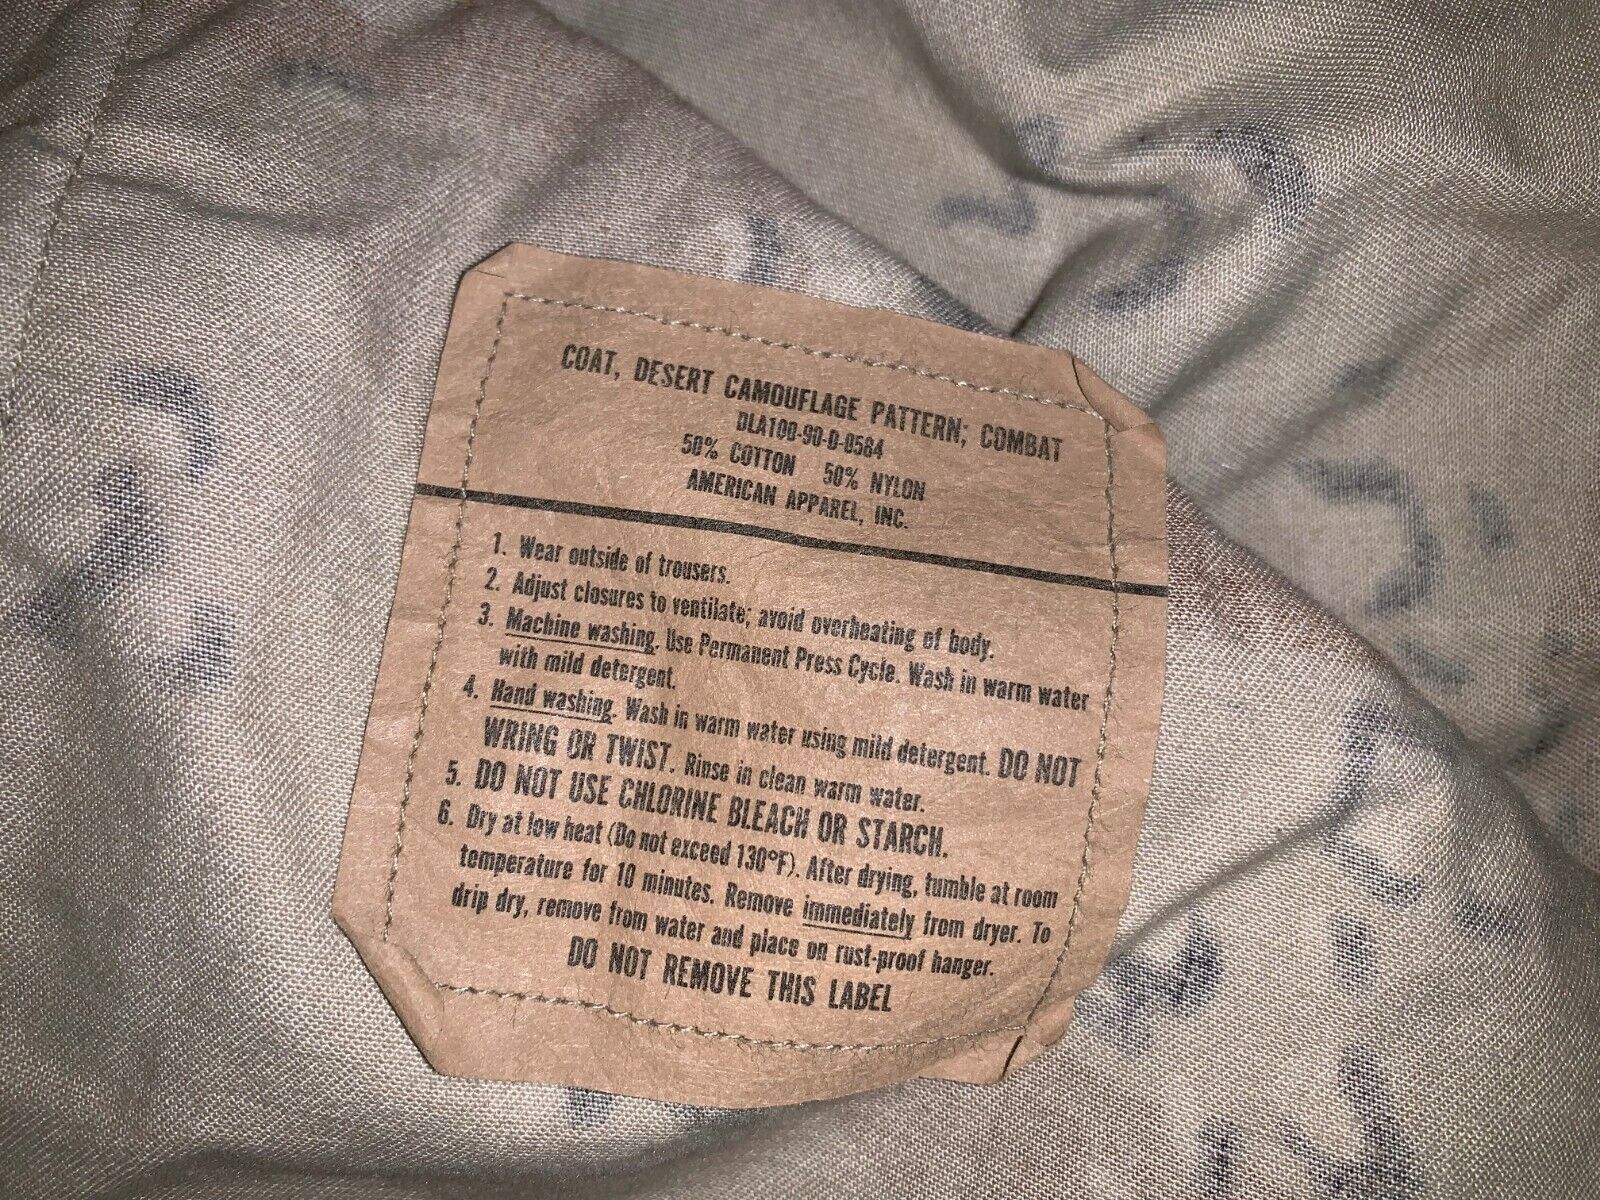 COAT, DESERT CAMOUFLAGE PATTERN; COMBAT
DLA100-90-D-0584
50% COTTON 50% NYLON
AMERICAN APPAREL, INC.
1. Wear outside of trousers.
2. Adjust closures to ventilate; avoid overheating of body.
3. Machine washing. Use Permanent Press Cycle. Wash in warm water
with mild detergent.
4. Hand washing. Wash in warm water using mild detergent. DO NOT
WRING OR TWIST. Rinse in clean warm water.
5. DO NOT USE CHLORINE BLEACH OR STARCH.
6. Dry at low heat (Do not exceed 130°F). After drying, tumble at room
temperature for 10 minutes. Remove immediately from dryer. To
drip dry, remove from water and place on rust-proof hanger.
DO NOT REMOVE THIS LABEL